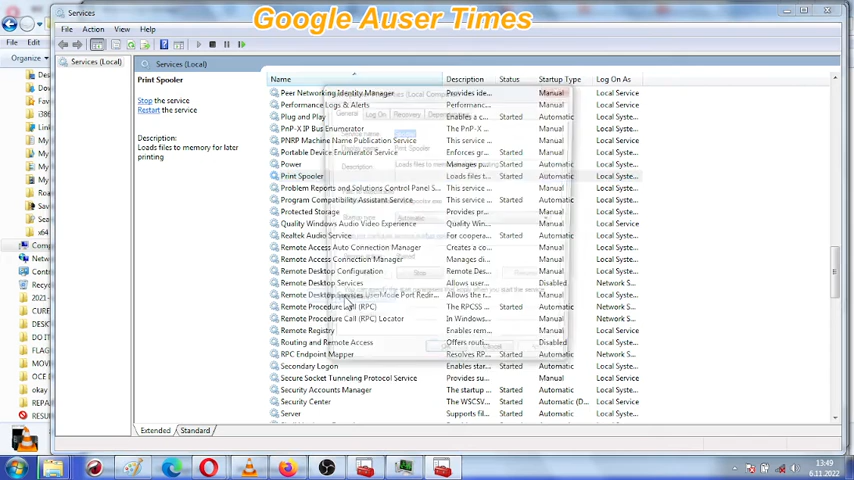 Google Auser Times
Services
File Action View Help
Organize
Services (Local)
Services (Local)
Print Spooler
Stop the service
Restart the service
Description:
Loads files to memory for later
printing
Name Description Status Startup Type Log On As
Peer Networking Identity Manager Provides ide... Manual Local Service
Performance Logs & Alerts Performanc... Manual Local Service
Plug and Play Enables a c... Started Automatic Local Syste...
PnP-X IP Bus Enumerator The PnP-X ... Manual Local Syste...
PNRP Machine Name Publication Service This service ... Manual Local Service
Portable Device Enumerator Service Enforces gr... Started Automatic Local Syste...
Power Manages p... Started Automatic Local Syste...
Print Spooler Loads files t... Started Automatic Local Syste...
Problem Reports and Solutions Control Panel S... This service ... Manual Local Syste...
Program Compatibility Assistant Service This service ... Started Automatic Local Syste...
Protected Storage Provides pr... Manual Local Syste...
Quality Windows Audio Video Experience Quality Win... Manual Local Service
Realtek Audio Service For coopera... Started Automatic Local Syste...
Remote Access Auto Connection Manager Creates a co... Manual Local Syste...
Remote Access Connection Manager Manages di... Manual Local Syste...
Remote Desktop Configuration Remote Des... Manual Local Syste...
Remote Desktop Services Allows user... Disabled Network S...
Remote Desktop Services UserMode Port Redir... Allows the r... Manual Local Syste...
Remote Procedure Call (RPC) The RPCSS ... Started Automatic Network S...
Remote Procedure Call (RPC) Locator In Windows... Manual Network S...
Remote Registry Enables rem... Manual Local Service
Routing and Remote Access Offers routi... Disabled Local Syste...
RPC Endpoint Mapper Resolves RP... Started Automatic Network S...
Secondary Logon Enables star... Started Automatic Local Syste...
Secure Socket Tunneling Protocol Service Provides su... Manual Local Service
Security Accounts Manager The startup ... Started Automatic Local Syste...
Security Center The WSCSV... Started Automatic (D... Local Service
Server Supports fil... Started Automatic Local Syste...
Extended Standard
13:49
6.11.2022